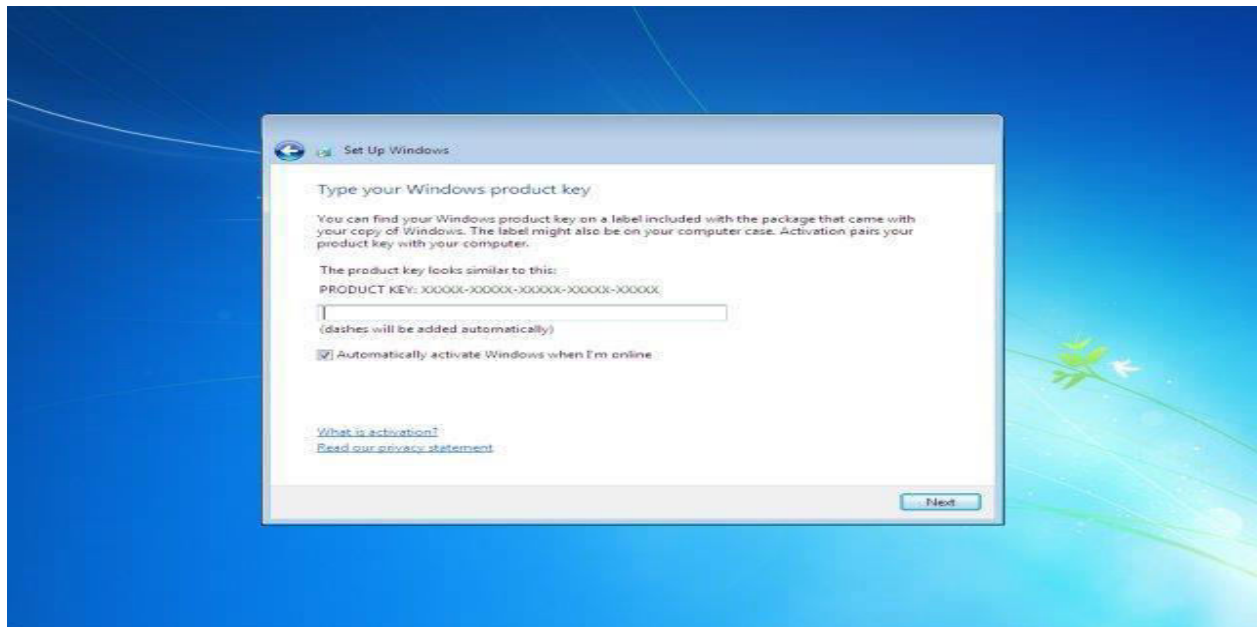 Set Up Windows
Type your Windows product key
You can find your Windows product key on a label included with the package that came with
your copy of Windows. The label might also be on your computer case. Activation pairs your
product key with your computer.
The product key looks similar to this:
PRODUCT KEY: XXXXX-XXXXX-XXXXX-XXXXX-XXXXX
(dashes will be added automatically)
Automatically activate Windows when I'm online
What is activation?
Read our privacy statement
Next